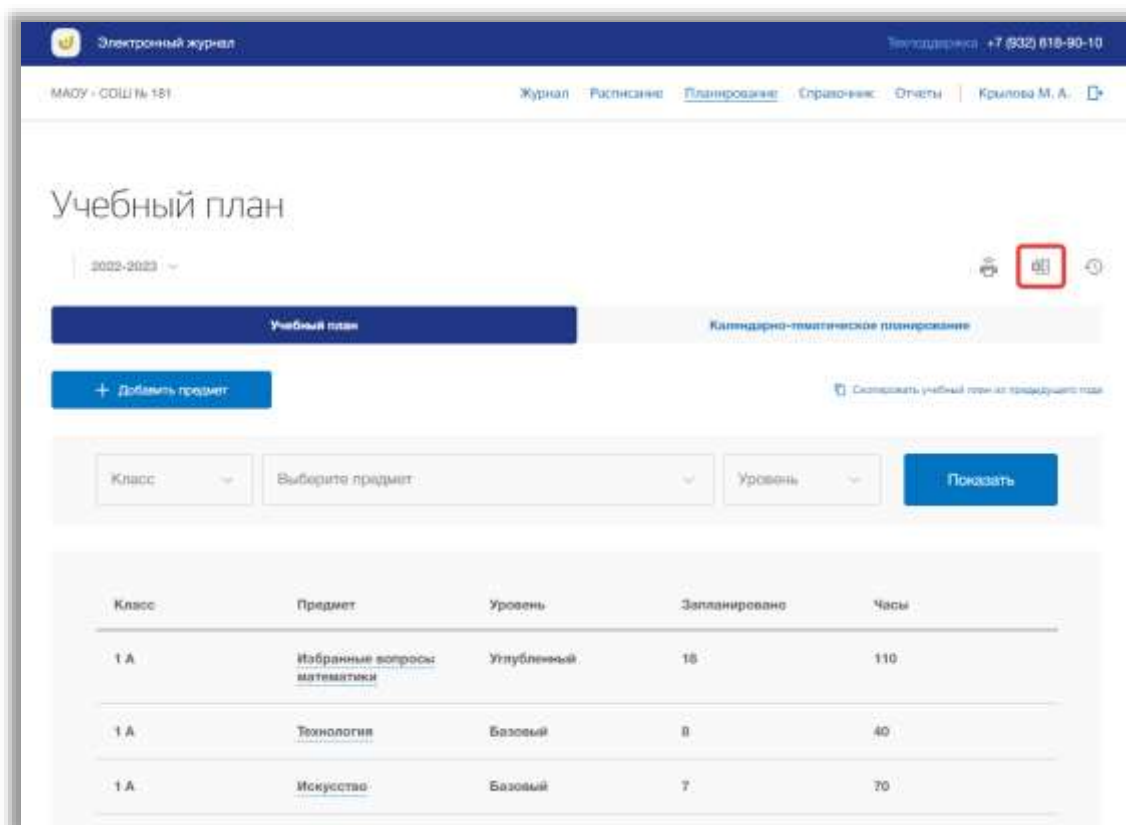 Электронный журнал
Техподдержка +7 (932) 618-90-10
МАОУ - СОШ № 181
Журнал Расписание Планирование Справочник Отчеты Крылова М. А.
Учебный план
2022-2023
Учебный план Календарно-тематическое планирование
+ Добавить предмет
Скопировать учебный план из предыдущего года
Класс Выберите предмет Уровень Показать
Класс Предмет Уровень Запланировано Часы
1 А Избранные вопросы Углубленный 18 110
математики
1 А Технология Базовый 8 40
1 А Искусство Базовый 7 70